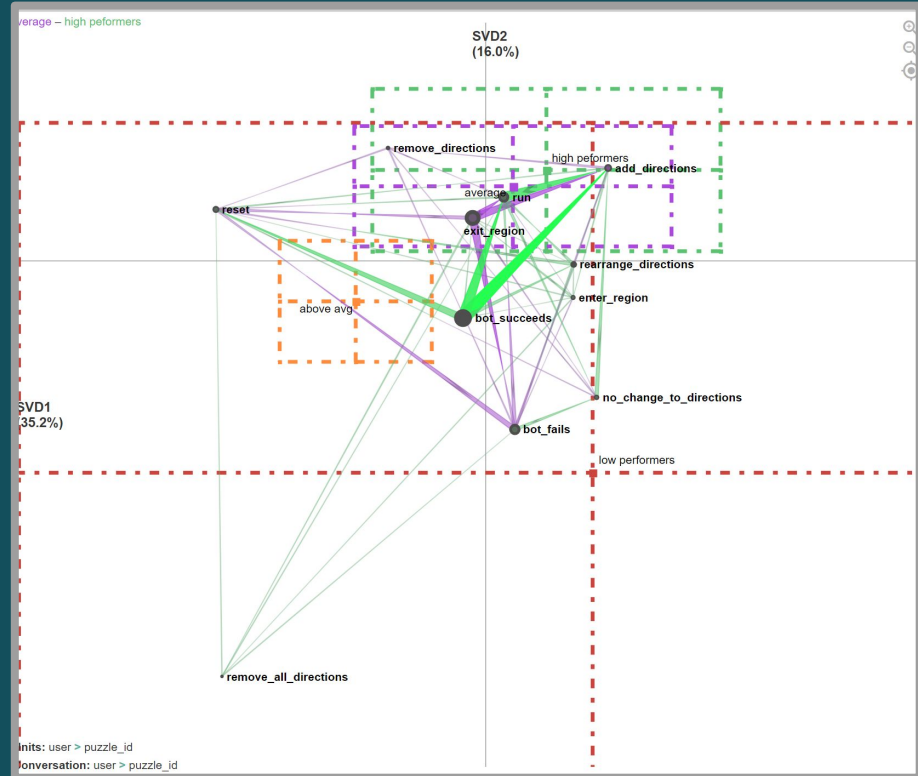 verage – high peformers
SVD2
(16.0%)
remove_directions
high peformers
add_directions
average
run
reset
exit_region
rearrange_directions
enter_region
above avg
bot_succeeds
no_change_to_directions
SVD1
35.2%)
bot_fails
low performers
remove_all_directions
nits: user > puzzle_id
onversation: user > puzzle_id